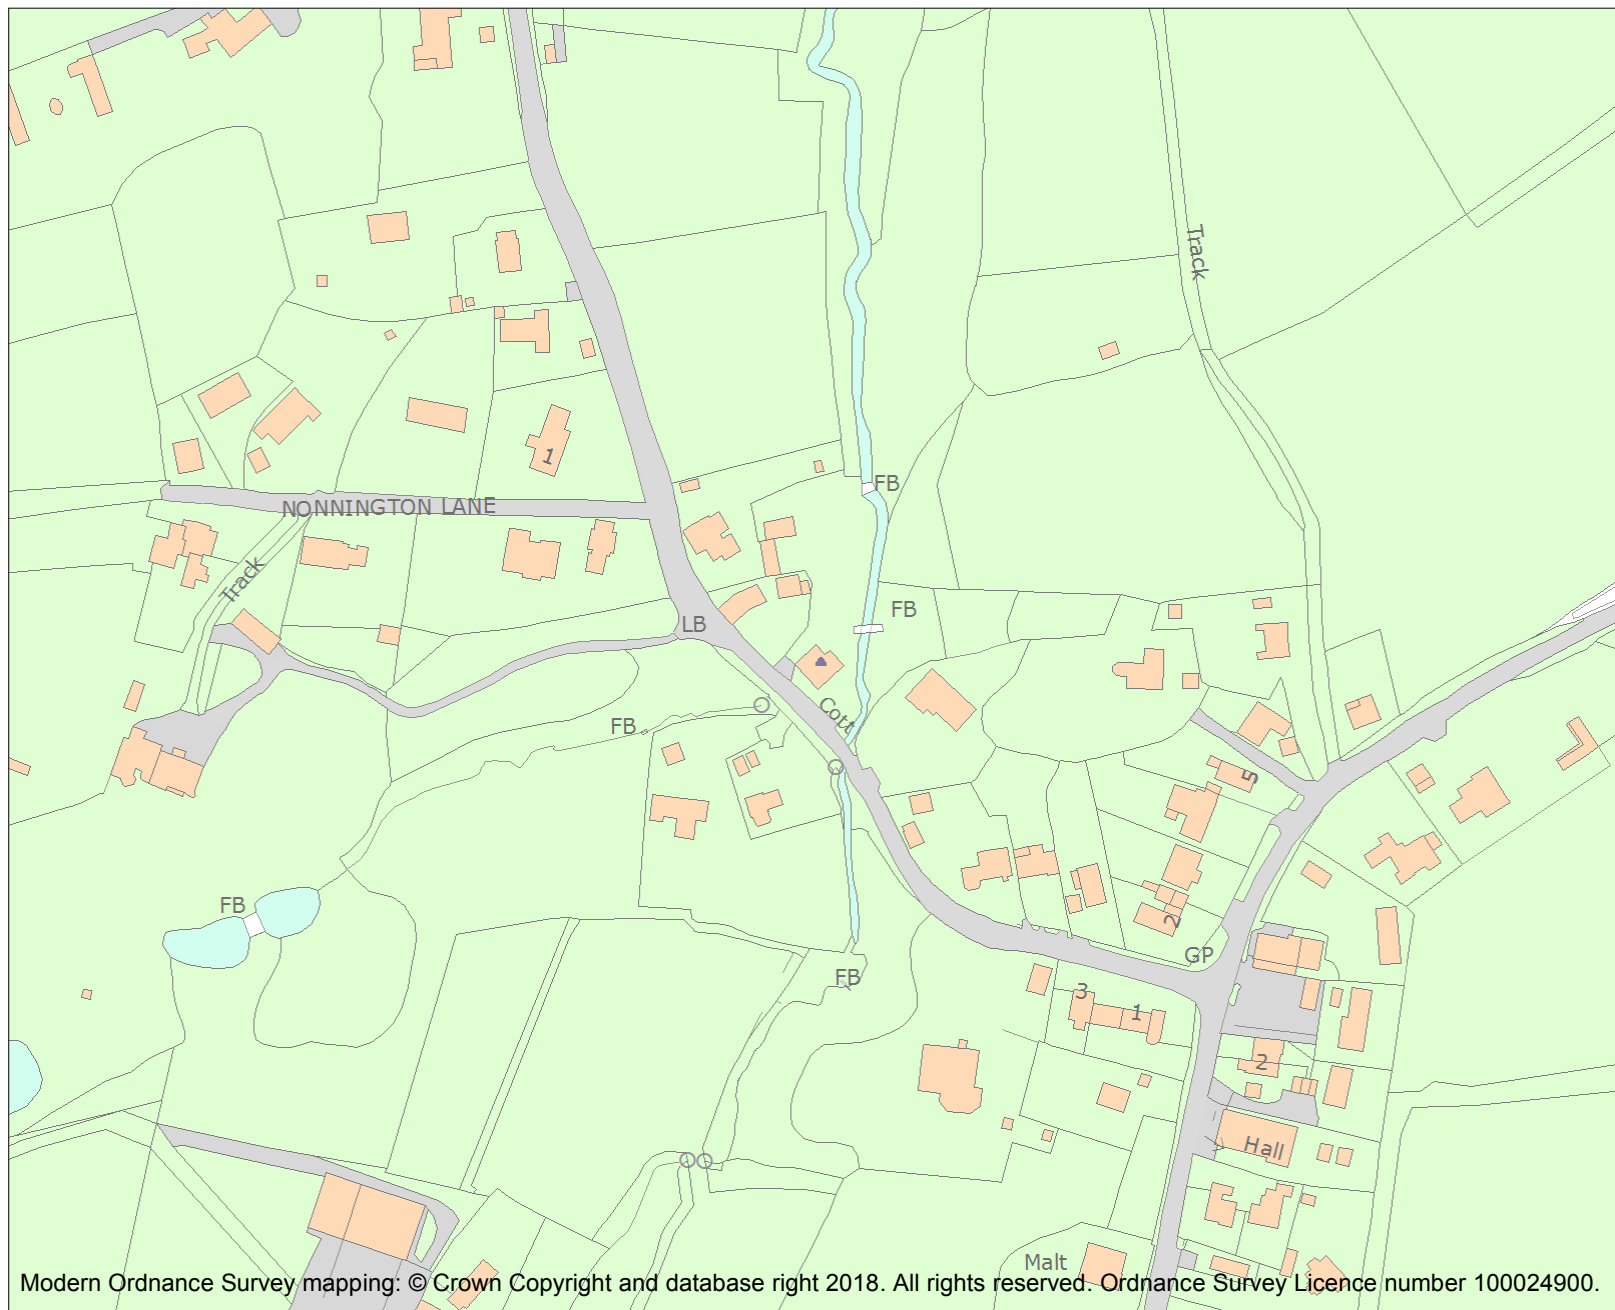 Track
1
FB
NONNINGTON LANE
Track
FB
LB
Cott
FB
5
FB
2
GP
FB
3
1
2
Hall
Malt
Modern Ordnance Survey mapping: © Crown Copyright and database right 2018. All rights reserved. Ordnance Survey Licence number 100024900.